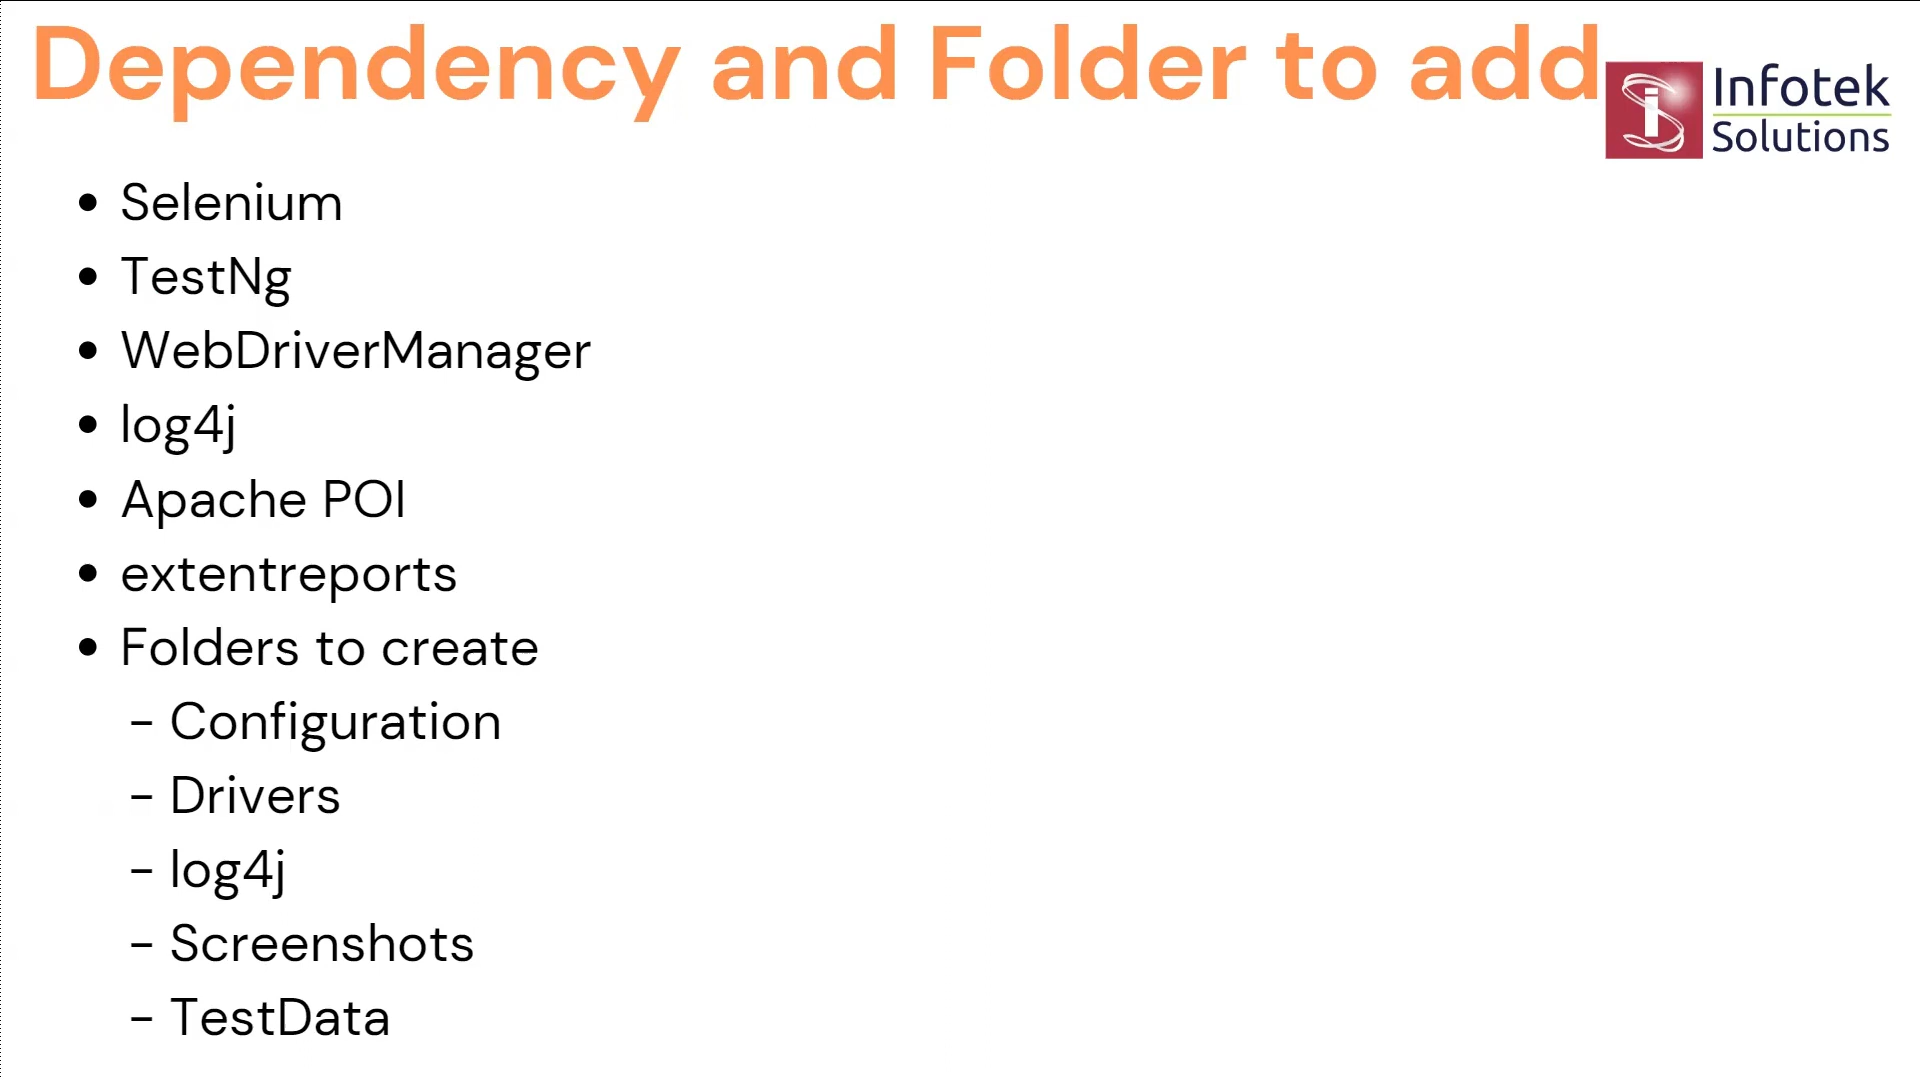 Dependency and Folder to add
Infotek
Solutions
• Selenium
• TestNg
• WebDriverManager
• log4j
• Apache POI
• extentreports
• Folders to create
- Configuration
- Drivers
- log4j
- Screenshots
- TestData